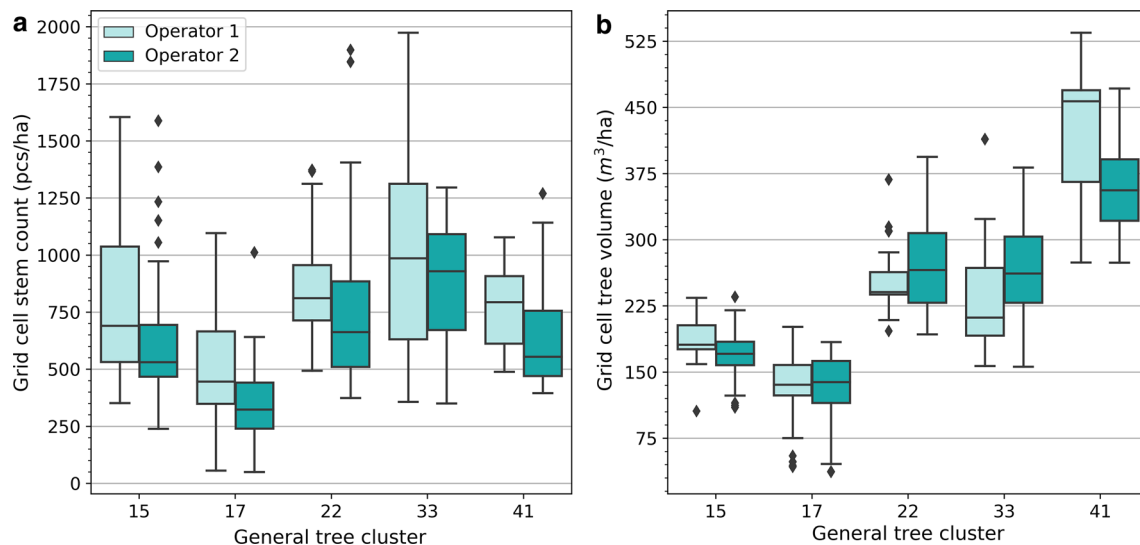 a
Operator 1
Operator 2
Grid cell stem count (pcs/ha)
2000
1750
1500
1250
1000
750
500
250
0
15 17 22 33 41
General tree cluster
b
Grid cell tree volume (m³/ha)
525
450
375
300
225
150
75
15 17 22 33 41
General tree cluster